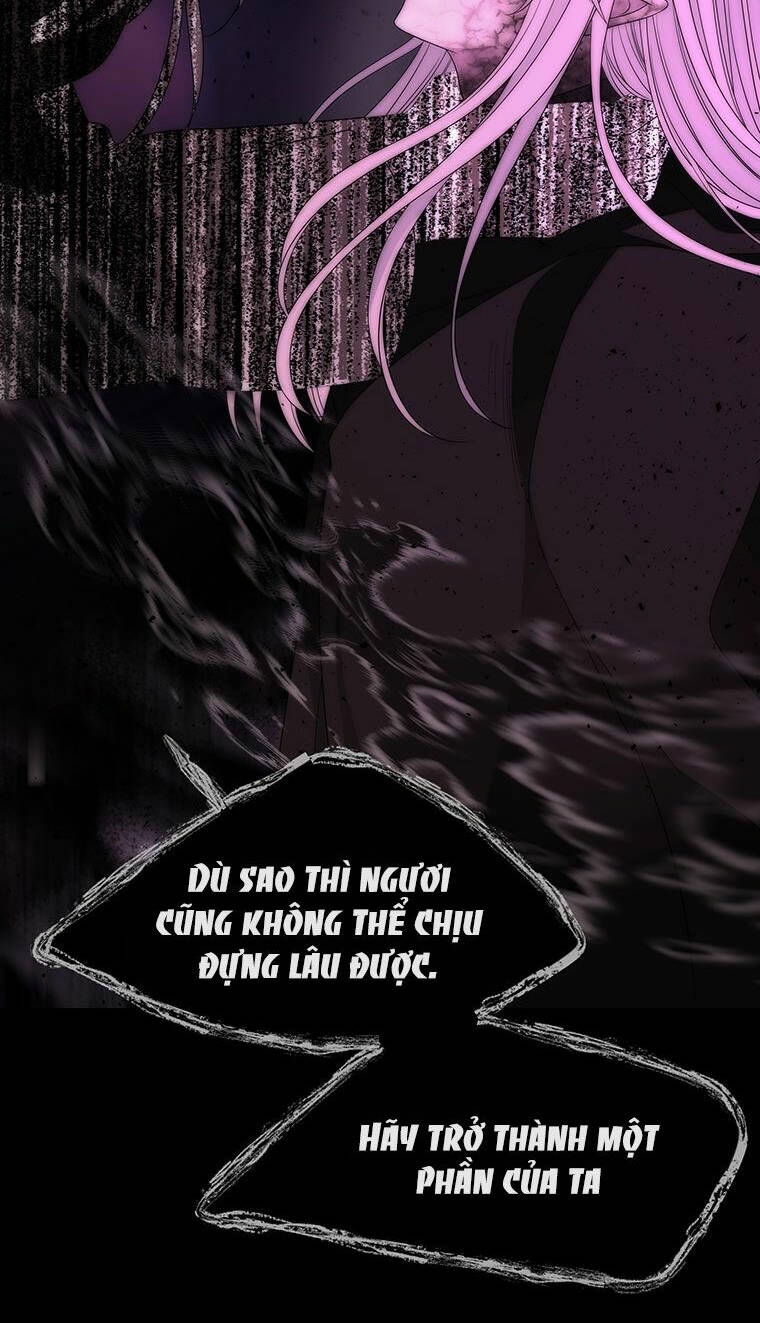 DÙ SAO THÌ NGƯƠI
CŨNG KHÔNG THỂ CHỊU
ĐỰNG LÂU ĐƯỢC.
HÃY TRỞ THÀNH MỘT
PHẦN CỦA TA